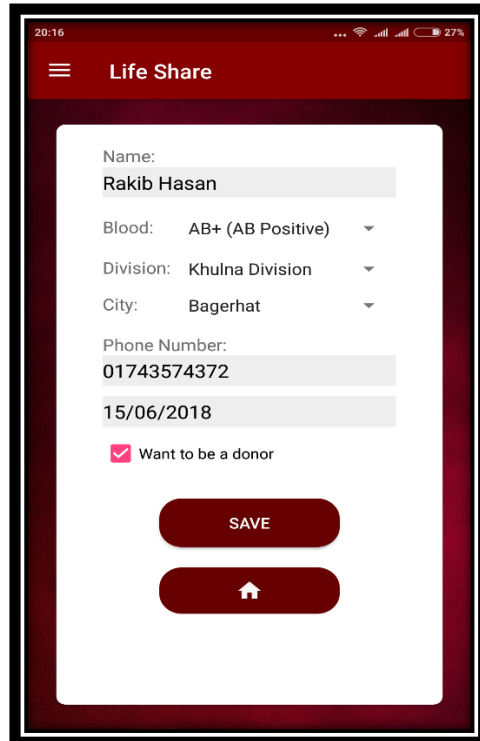 20:16 ... 27%
Life Share
Name:
Rakib Hasan
Blood: AB+ (AB Positive)
Division: Khulna Division
City: Bagerhat
Phone Number:
01743574372
15/06/2018
Want to be a donor
SAVE